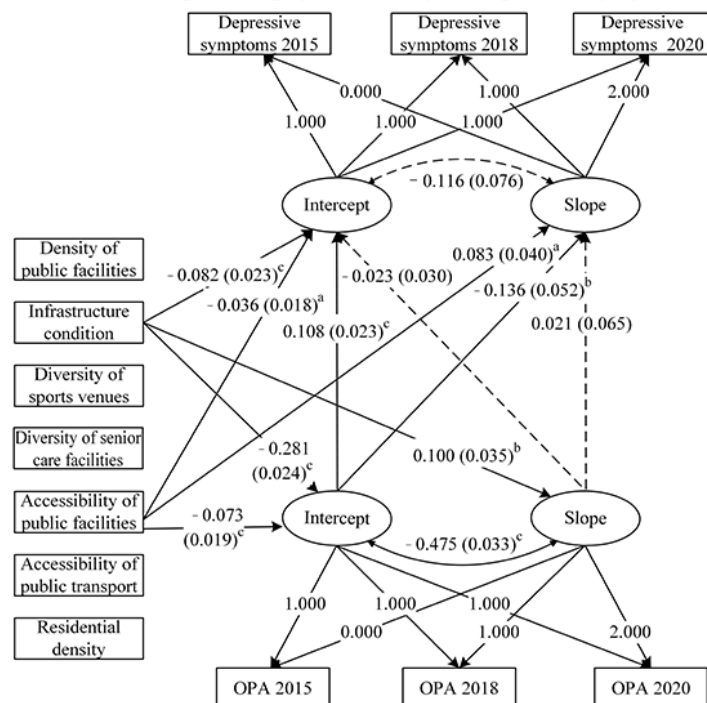 Depressive
symptoms 2015
Depressive
symptoms 2018
Depressive
symptoms 2020
0.000
1.000
2.000
1.000
1.000
1.000
- 0.116 (0.076)
Intercept
Slope
Density of
public facilities
- 0.082 (0.023)ᶜ
- 0.023 (0.030)
0.083 (0.040)ᵃ
- 0.036 (0.018)ᵃ
- 0.136 (0.052)ᵇ
Infrastructure
condition
0.108 (0.023)ᶜ
0.021 (0.065)
Diversity of
sports venues
Diversity of senior
care facilities
- 0.281
(0.024)ᶜ
0.100 (0.035)ᵇ
Accessibility of
public facilities
- 0.073
(0.019)ᶜ
Intercept
Slope
- 0.475 (0.033)ᶜ
Accessibility of
public transport
1.000
1.000
1.000
0.000
1.000
2.000
Residential
density
OPA 2015
OPA 2018
OPA 2020